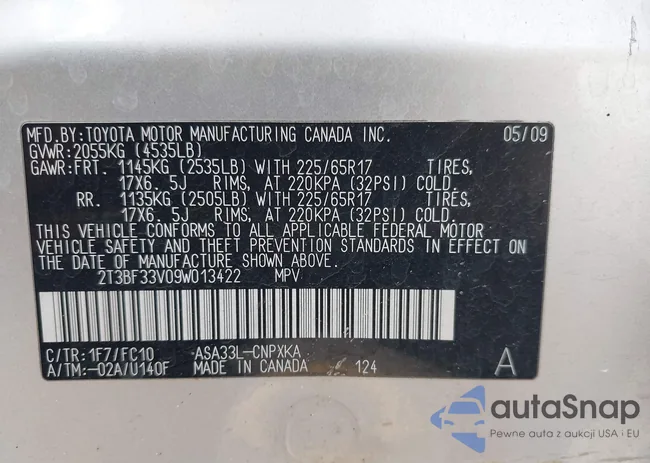 MFD.BY:TOYOTA MOTOR MANUFACTURING CANADA INC. 05/09
GVWR:2055KG (4535LB)
GAWR:FRT. 1145KG (2535LB) WITH 225/65R17 TIRES,
17X6. 5J RIMS, AT 220KPA (32PSI) COLD.
RR. 1135KG (2505LB) WITH 225/65R17 TIRES,
17X6. 5J RIMS, AT 220KPA (32PSI) COLD.
THIS VEHICLE CONFORMS TO ALL APPLICABLE FEDERAL MOTOR
VEHICLE SAFETY AND THEFT PREVENTION STANDARDS IN EFFECT ON
THE DATE OF MANUFACTURE SHOWN ABOVE.
2T3BF33V09W013422 MPV
C/TR:1F7/FC10 ASA33L-CNPXKA
A/TM:-02A/U140F MADE IN CANADA 124 A
autaSnap
Pewne auta z aukcji USA i EU